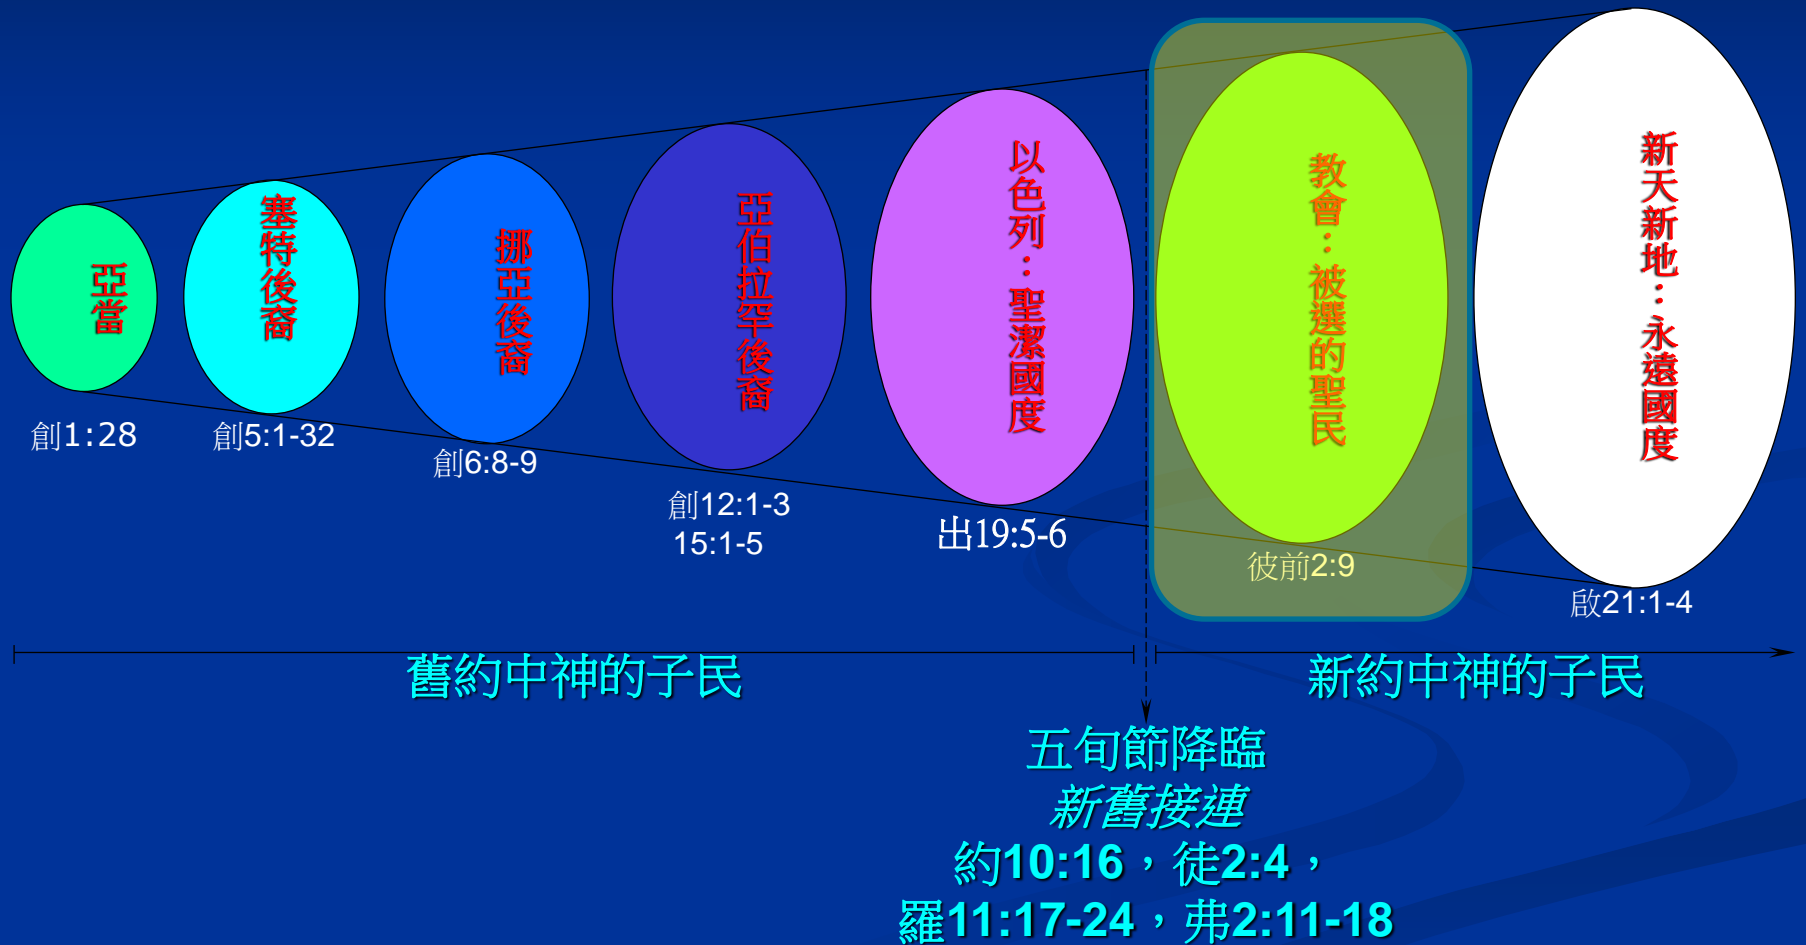 亞當
創1:28
塞特後裔
創5:1-32
挪亞後裔
創6:8-9
亞伯拉罕後裔
創12:1-3
15:1-5
以色列：聖潔國度
出19:5-6
教會：被選的聖民
彼前2:9
新天新地：永遠國度
啟21:1-4
舊約中神的子民
新約中神的子民
五旬節降臨
新舊接連
約10:16，徒2:4，
羅11:17-24，弗2:11-18